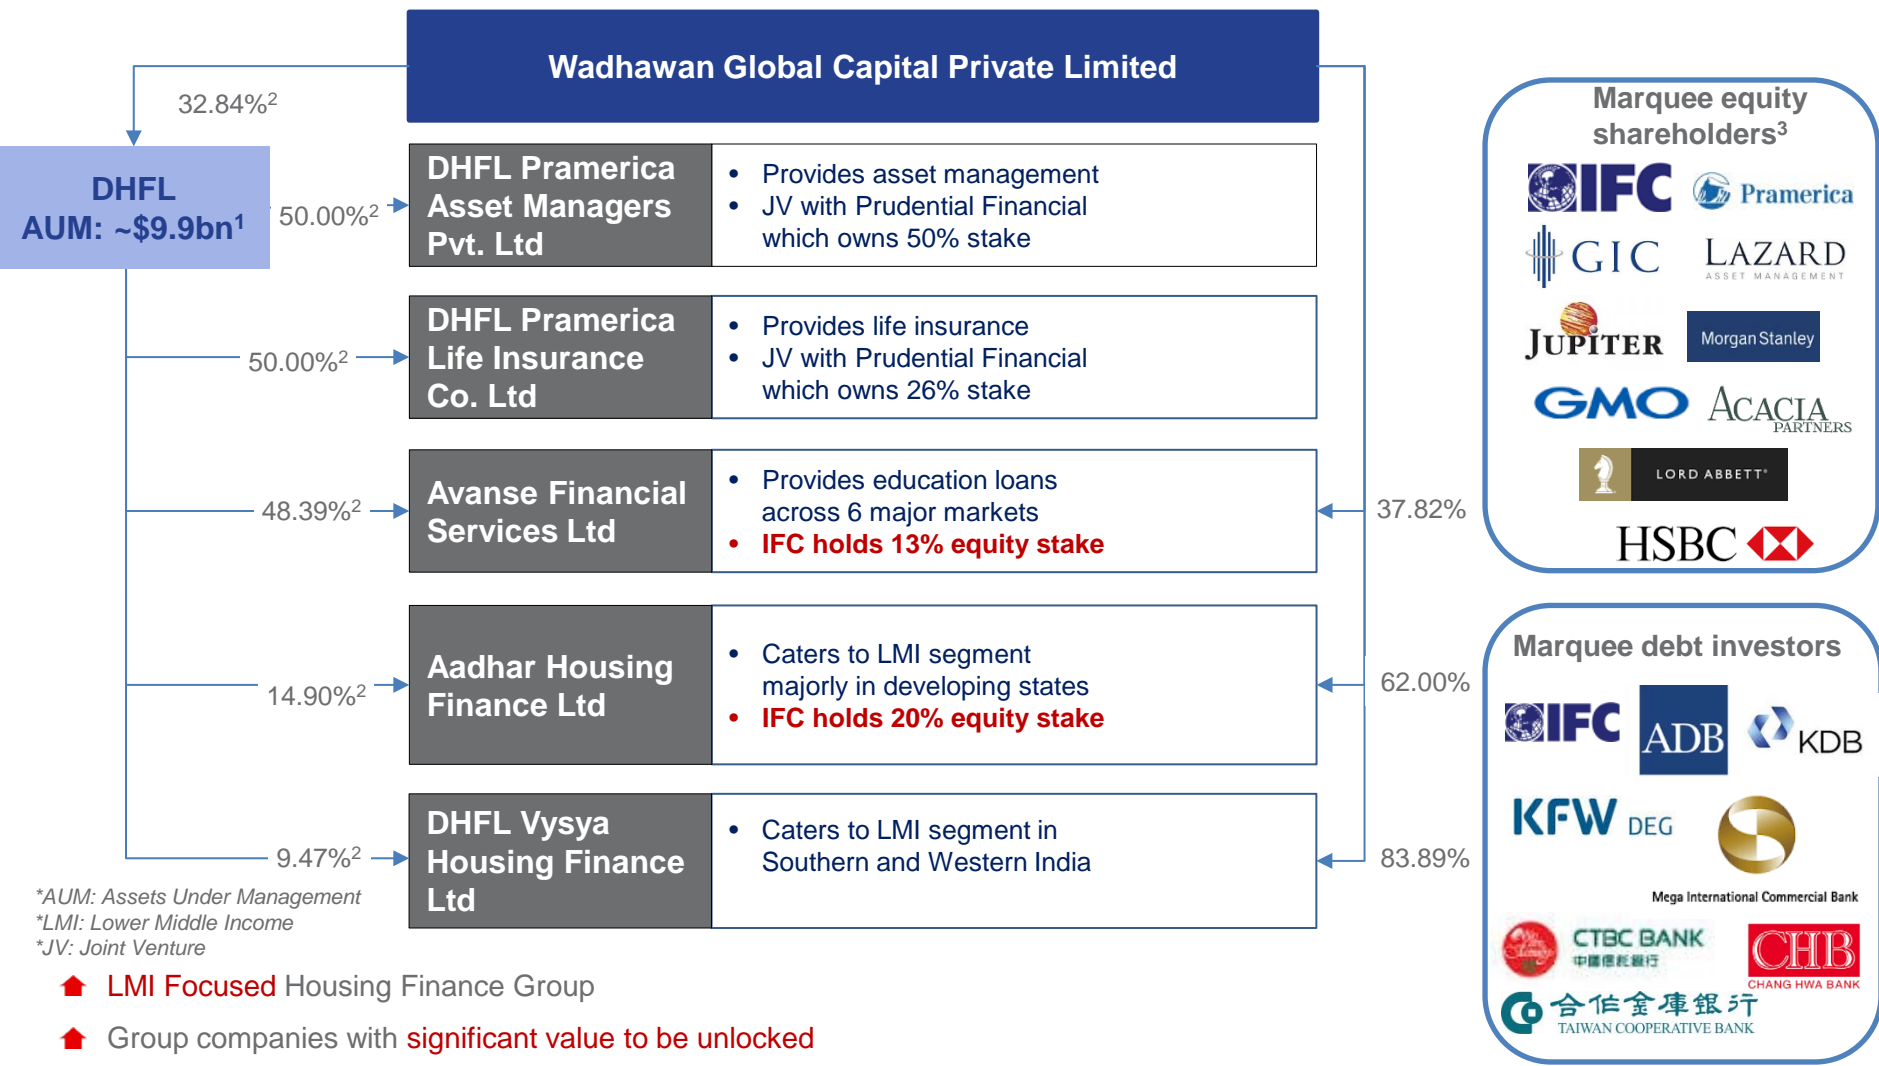 Wadhawan Global Capital Private Limited
32.84%2
DHFL
AUM: ~$9.9bn1
50.00%2
DHFL Pramerica
Asset Managers
Pvt. Ltd
• Provides asset management
• JV with Prudential Financial
which owns 50% stake
50.00%2
DHFL Pramerica
Life Insurance
Co. Ltd
• Provides life insurance
• JV with Prudential Financial
which owns 26% stake
48.39%2
Avanse Financial
Services Ltd
• Provides education loans
across 6 major markets
• IFC holds 13% equity stake
37.82%
14.90%2
Aadhar Housing
Finance Ltd
• Caters to LMI segment
majorly in developing states
• IFC holds 20% equity stake
62.00%
9.47%2
DHFL Vysya
Housing Finance
Ltd
• Caters to LMI segment in
Southern and Western India
83.89%
*AUM: Assets Under Management
*LMI: Lower Middle Income
*JV: Joint Venture
LMI Focused Housing Finance Group
Group companies with significant value to be unlocked
Marquee equity
shareholders3
IFC
Pramerica
GIC
LAZARD
ASSET MANAGEMENT
JUPITER
Morgan Stanley
GMO
ACACIA
PARTNERS
LORD ABBETT
HSBC
Marquee debt investors
IFC
ADB
KDB
KFW DEG
Mega International Commercial Bank
CTBC BANK
中國信託銀行
CHB
CHANG HWA BANK
合作金庫銀行
TAIWAN COOPERATIVE BANK